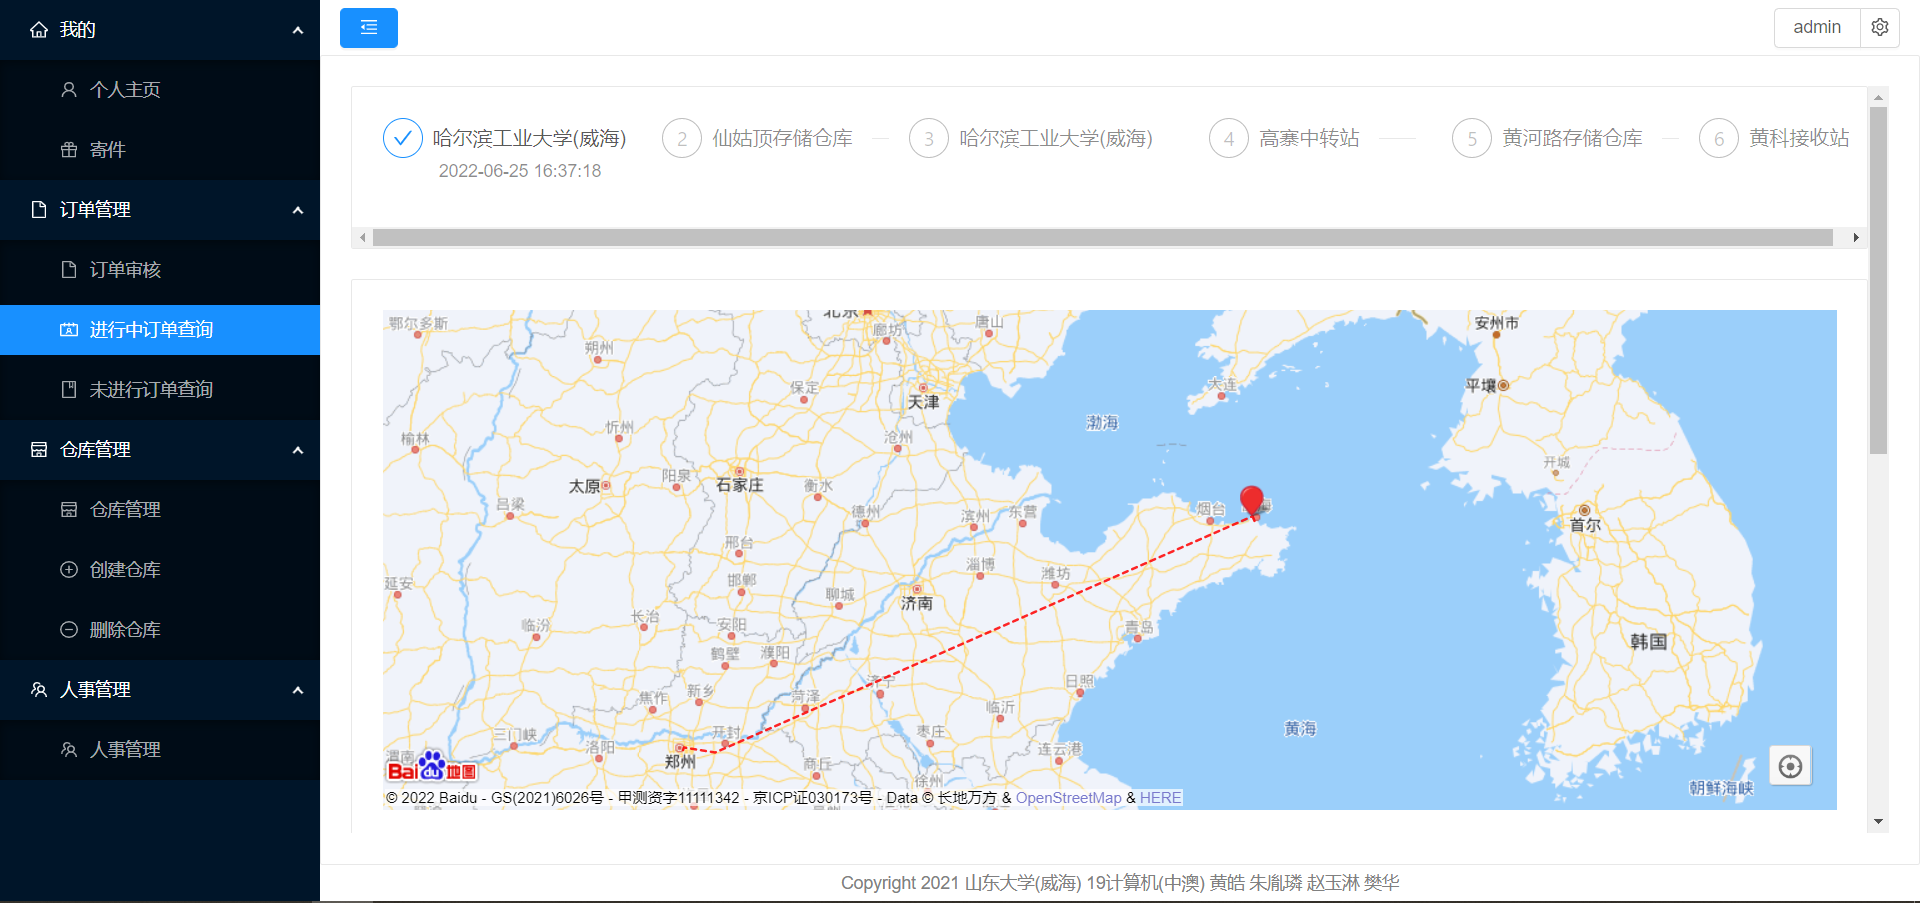 我的
个人主页
寄件
订单管理
订单审核
进行中订单查询
未进行订单查询
仓库管理
仓库管理
创建仓库
删除仓库
人事管理
人事管理
admin
哈尔滨工业大学(威海)
2022-06-25 16:37:18
2 仙姑顶存储仓库
3 哈尔滨工业大学(威海)
4 高寨中转站
5 黄河路存储仓库
6 黄科接收站
鄂尔多斯
北京
廊坊
唐山
安州市
朔州
保定
天津
大连
平壤
渤海
榆林
忻州
沧州
阳泉
石家庄
太原
衡水
开城
吕梁
德州
滨州
东营
烟台
首尔
邢台
淄博
潍坊
延安
邯郸
聊城
济南
长治
临汾
安阳
青岛
韩国
鹤壁
濮阳
济宁
日照
焦作
新乡
菏泽
临沂
三门峡
洛阳
开封
枣庄
黄海
连云港
渭南
郑州
商丘
徐州
朝鲜海峡
Bai du 地图
© 2022 Baidu - GS(2021)6026号 - 甲测资字11111342 - 京ICP证030173号 - Data © 长地万方 & OpenStreetMap & HERE
Copyright 2021 山东大学(威海) 19计算机(中澳) 黄皓 朱胤璘 赵玉淋 樊华